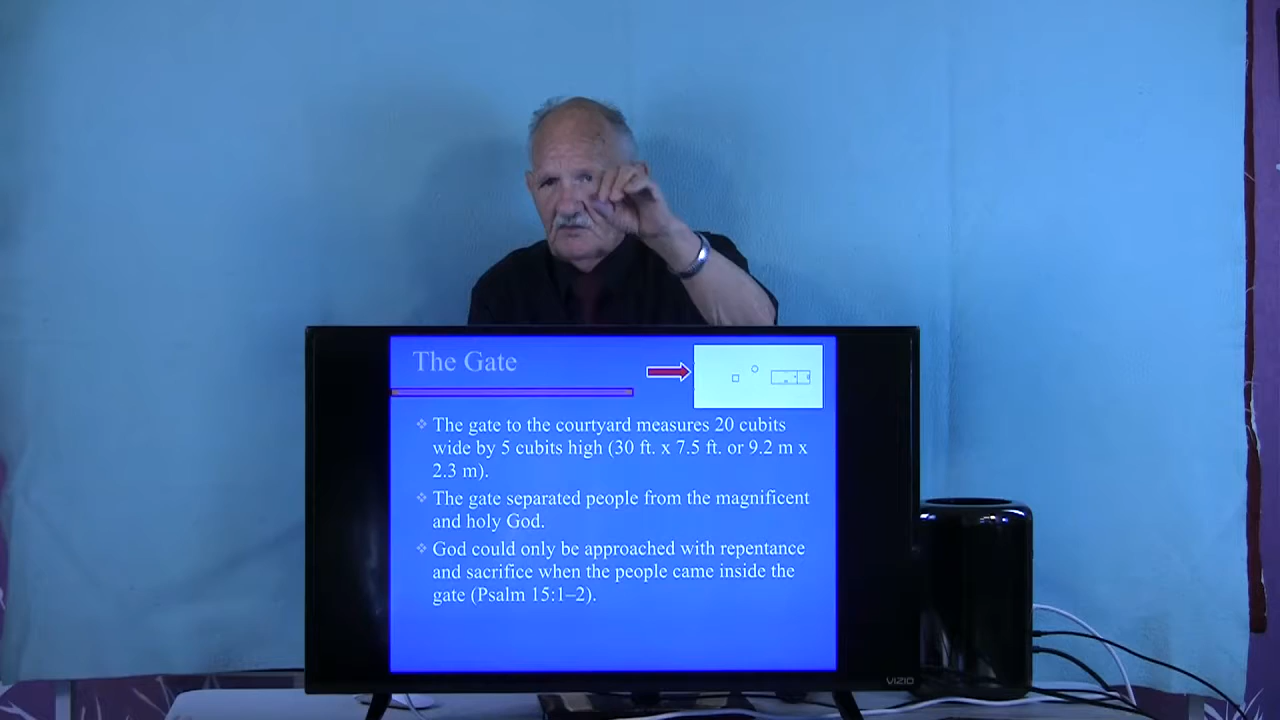 The Gate
The gate to the courtyard measures 20 cubits
wide by 5 cubits high (30 ft. x 7.5 ft. or 9.2 m x
2.3 m).
The gate separated people from the magnificent
and holy God.
God could only be approached with repentance
and sacrifice when the people came inside the
gate (Psalm 15:1–2).
VIZIO